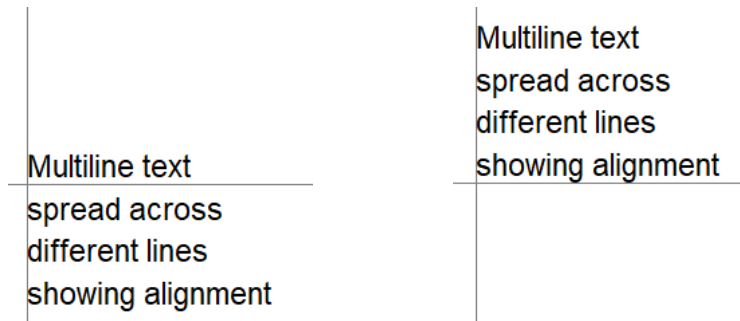 Multiline text
spread across
different lines
showing alignment
Multiline text
spread across
different lines
showing alignment